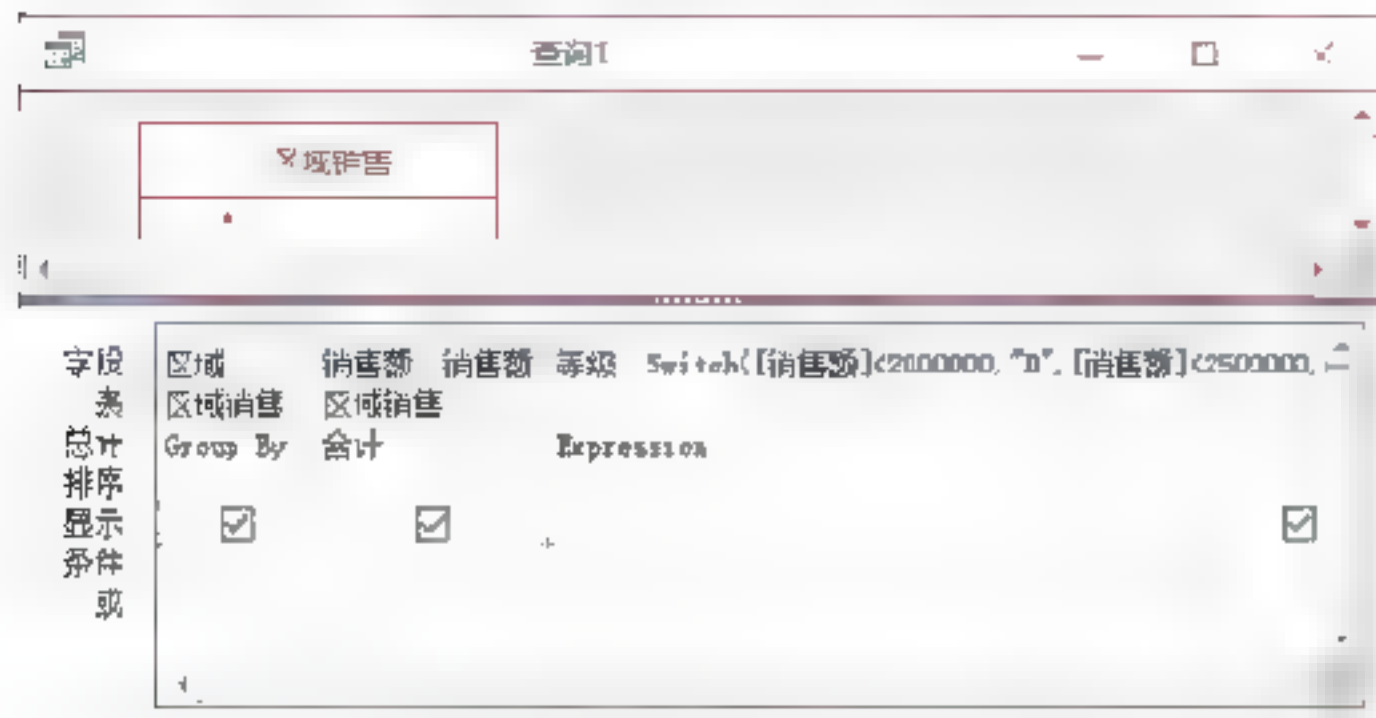 查询1
区域销售
字段 区域 销售额 销售额 等级 Switch([销售额]<2000000, "D", [销售额]<2500000,
表 区域销售 区域销售
总计 Group By 合计 Expression
排序
显示
条件
或